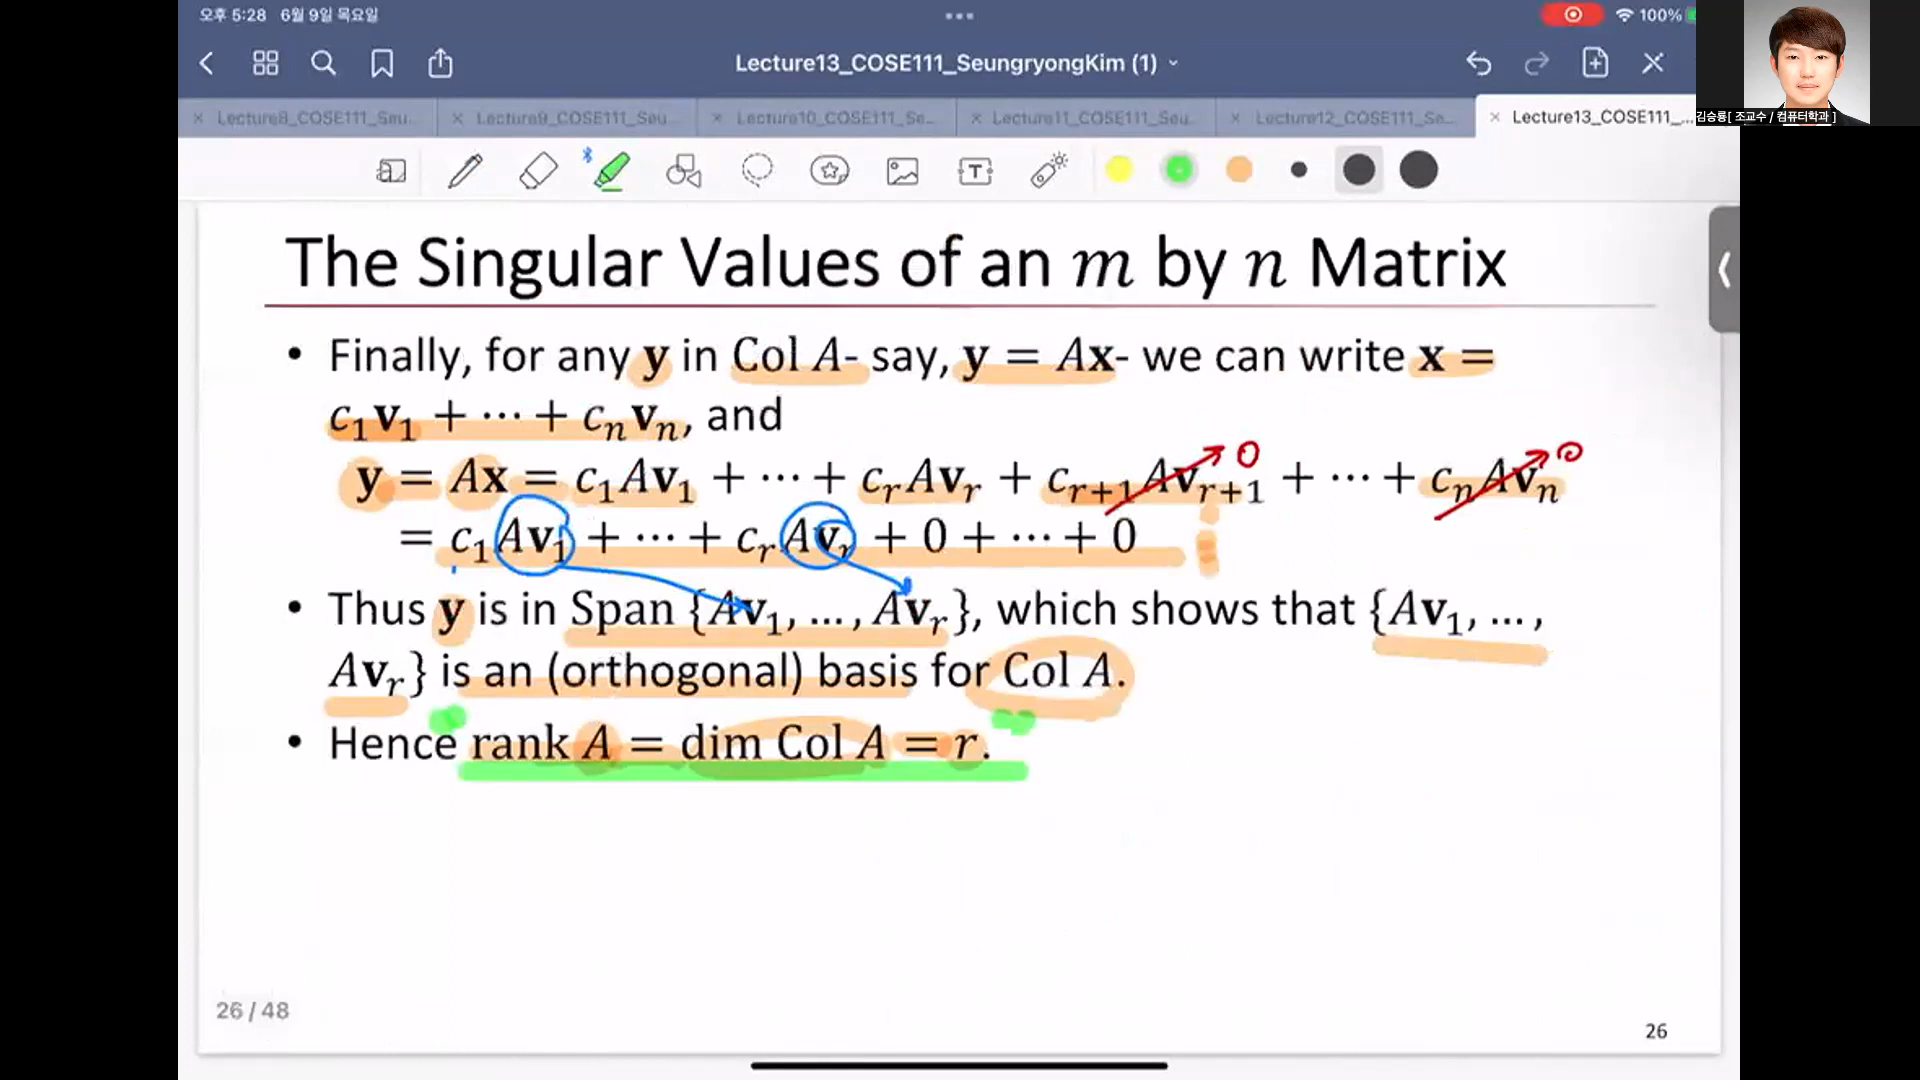 오후 5:28 6월 9일 목요일
100%
Lecture13_COSE111_SeungryongKim (1)
Lecture8_COSE111_Seu...
Lecture9_COSE111_Seu...
Lecture10_COSE111_Se...
Lecture11_COSE111_Seu...
Lecture12_COSE111_Se...
Lecture13_COSE111_...
김승룡[ 조교수 / 컴퓨터학과 ]
The Singular Values of an m by n Matrix
• Finally, for any y in Col A- say, y = Ax- we can write x =
c₁v₁ + ⋯ + cₙvₙ, and
y = Ax = c₁Av₁ + ⋯ + cᵣAvᵣ + cᵣ₊₁Avᵣ₊₁ 0 + ⋯ + cₙAvₙ 0
= c₁Av₁ + ⋯ + cᵣAvᵣ + 0 + ⋯ + 0
• Thus y is in Span {Av₁, …, Avᵣ}, which shows that {Av₁, …,
Avᵣ} is an (orthogonal) basis for Col A.
• Hence rank A = dim Col A = r.
26 / 48
26